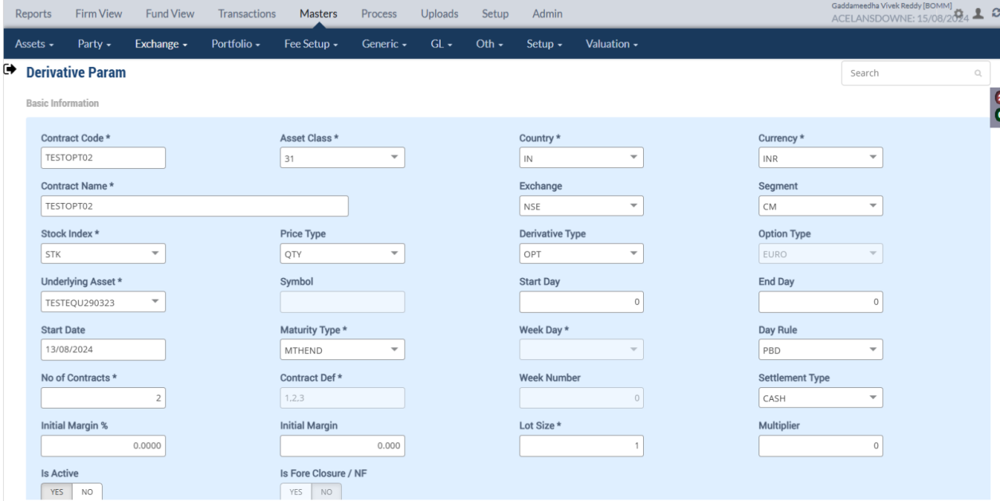 Gaddameedha Vivek Reddy [BOMM]
Reports Firm View Fund View Transactions Masters Process Uploads Setup Admin
ACELANSDOWNE: 15/08/2024
Assets Party Exchange Portfolio Fee Setup Generic GL Oth Setup Valuation
Derivative Param
Search
Basic Information
Contract Code * Asset Class * Country * Currency *
TESTOPT02 31 IN INR
Contract Name * Exchange Segment
TESTOPT02 NSE CM
Stock Index * Price Type Derivative Type Option Type
STK QTY OPT EURO
Underlying Asset * Symbol Start Day End Day
TESTEQU290323 0 0
Start Date Maturity Type * Week Day * Day Rule
13/08/2024 MTHEND PBD
No of Contracts * Contract Def * Week Number Settlement Type
2 1,2,3 0 CASH
Initial Margin % Initial Margin Lot Size * Multiplier
0.0000 0.000 1 0
Is Active Is Fore Closure / NF
YES NO YES NO